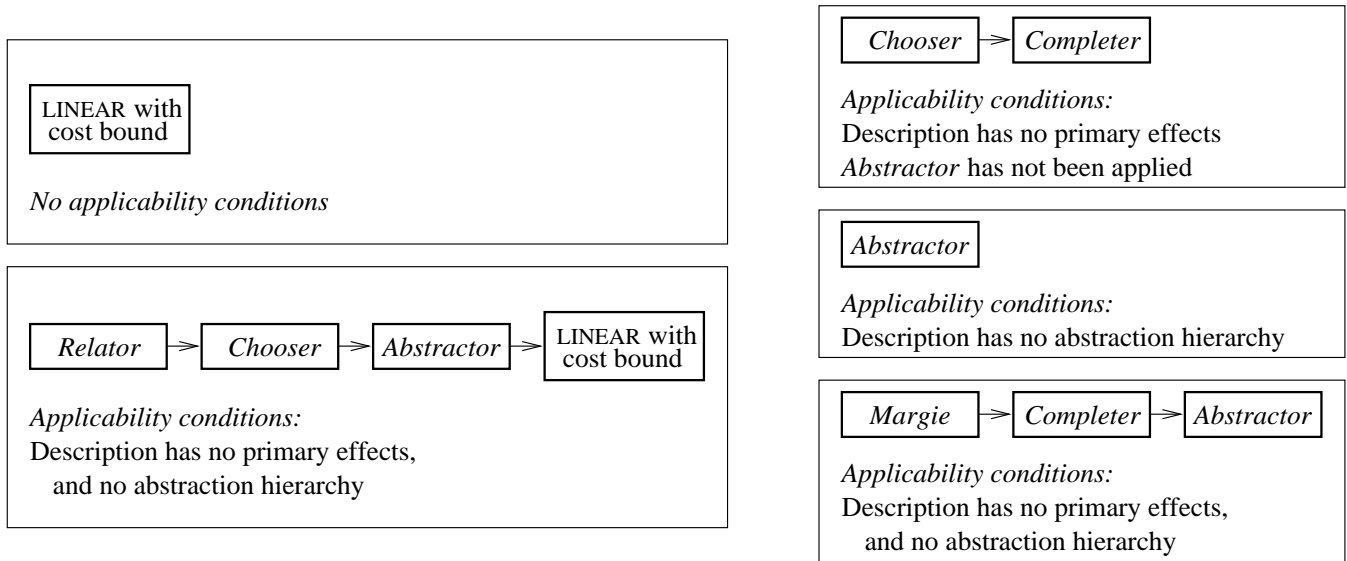 LINEAR with
cost bound
No applicability conditions
Relator
Chooser
Abstractor
LINEAR with
cost bound
Applicability conditions:
Description has no primary effects,
and no abstraction hierarchy
Chooser
Completer
Applicability conditions:
Description has no primary effects
Abstractor has not been applied
Abstractor
Applicability conditions:
Description has no abstraction hierarchy
Margie
Completer
Abstractor
Applicability conditions:
Description has no primary effects,
and no abstraction hierarchy